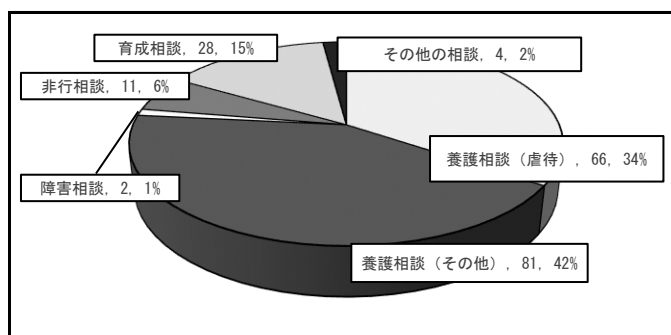 育成相談, 28, 15%
その他の相談, 4, 2%
非行相談, 11, 6%
養護相談（虐待）, 66, 34%
障害相談, 2, 1%
養護相談（その他）, 81, 42%